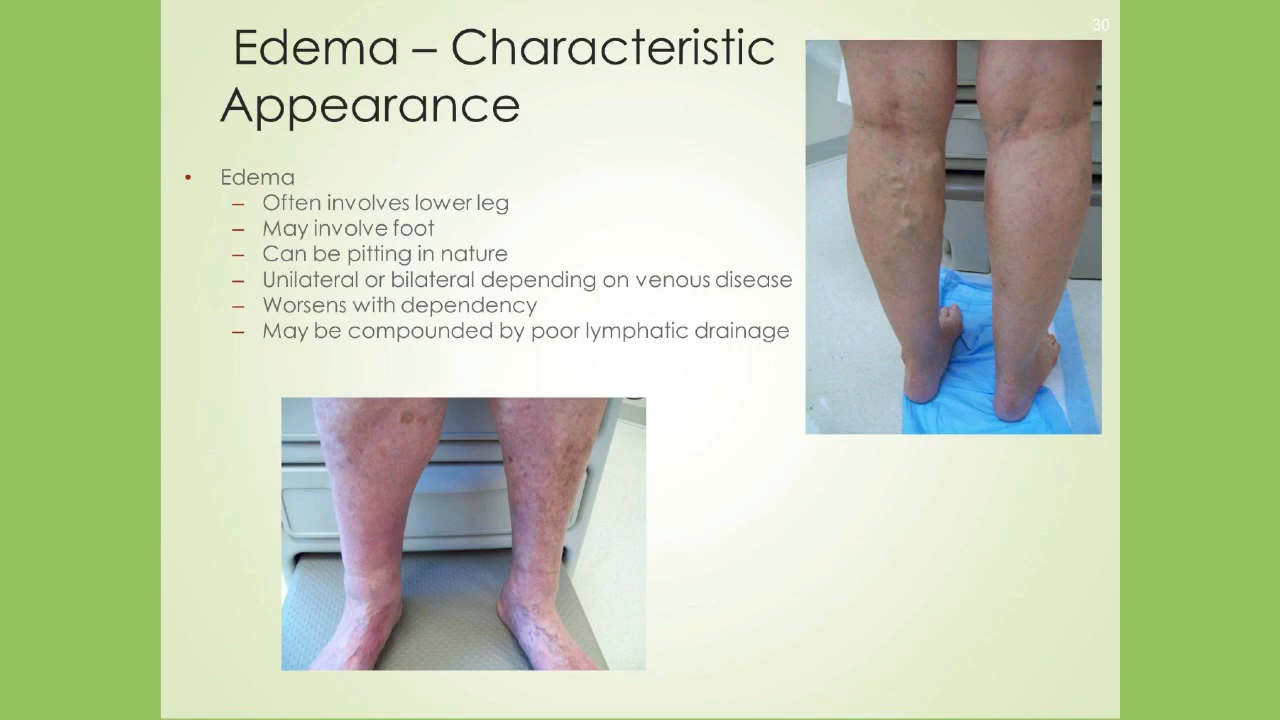 30
Edema – Characteristic
Appearance
• Edema
– Often involves lower leg
– May involve foot
– Can be pitting in nature
– Unilateral or bilateral depending on venous disease
– Worsens with dependency
– May be compounded by poor lymphatic drainage